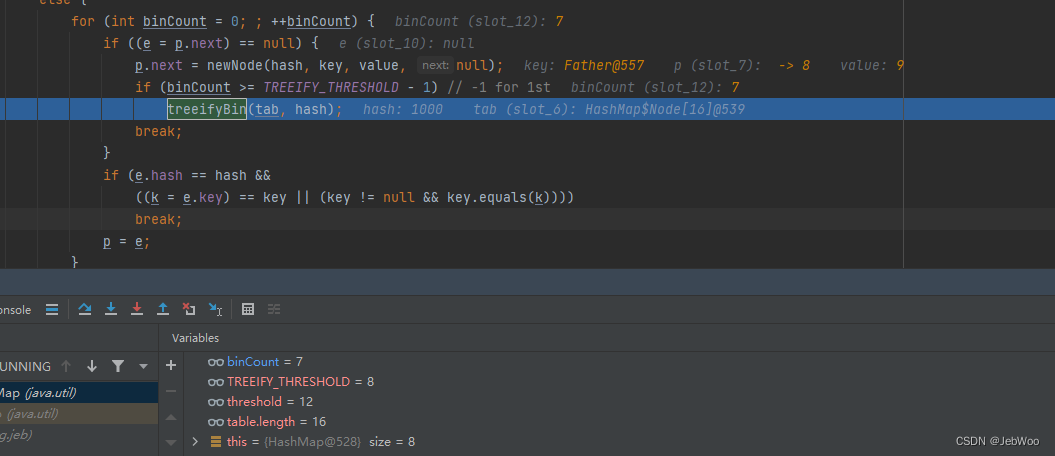 else {
for (int binCount = 0; ; ++binCount) { binCount (slot_12): 7
if ((e = p.next) == null) { e (slot_10): null
p.next = newNode(hash, key, value, next: null); key: Father@557 p (slot_7): -> 8 value: 9
if (binCount >= TREEIFY_THRESHOLD - 1) // -1 for 1st binCount (slot_12): 7
treeifyBin(tab, hash); hash: 1000 tab (slot_6): HashMap$Node[16]@539
break;
}
if (e.hash == hash &&
((k = e.key) == key || (key != null && key.equals(k))))
break;
p = e;
}
onsole
Variables
UNNING
binCount = 7
TREEIFY_THRESHOLD = 8
Map (java.util)
threshold = 12
(java.util)
table.length = 16
g.jeb)
this = {HashMap@528} size = 8
CSDN @JebWoo